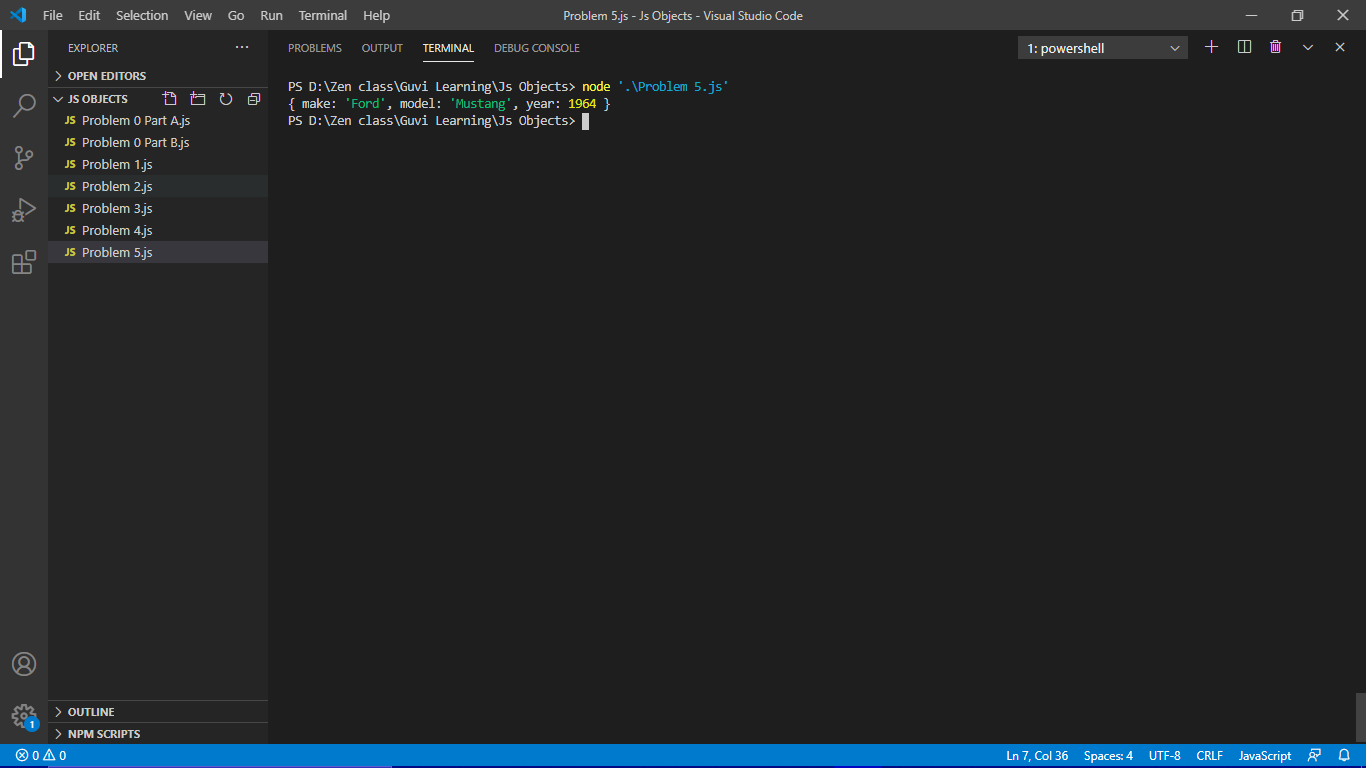 File Edit Selection View Go Run Terminal Help
Problem 5.js - Js Objects - Visual Studio Code
EXPLORER
PROBLEMS OUTPUT TERMINAL DEBUG CONSOLE
1: powershell
OPEN EDITORS
JS OBJECTS
JS Problem 0 Part A.js
JS Problem 0 Part B.js
JS Problem 1.js
JS Problem 2.js
JS Problem 3.js
JS Problem 4.js
JS Problem 5.js
PS D:\Zen class\Guvi Learning\Js Objects> node '.\Problem 5.js'
{ make: 'Ford', model: 'Mustang', year: 1964 }
PS D:\Zen class\Guvi Learning\Js Objects>
1
OUTLINE
NPM SCRIPTS
0 0
Ln 7, Col 36 Spaces: 4 UTF-8 CRLF JavaScript